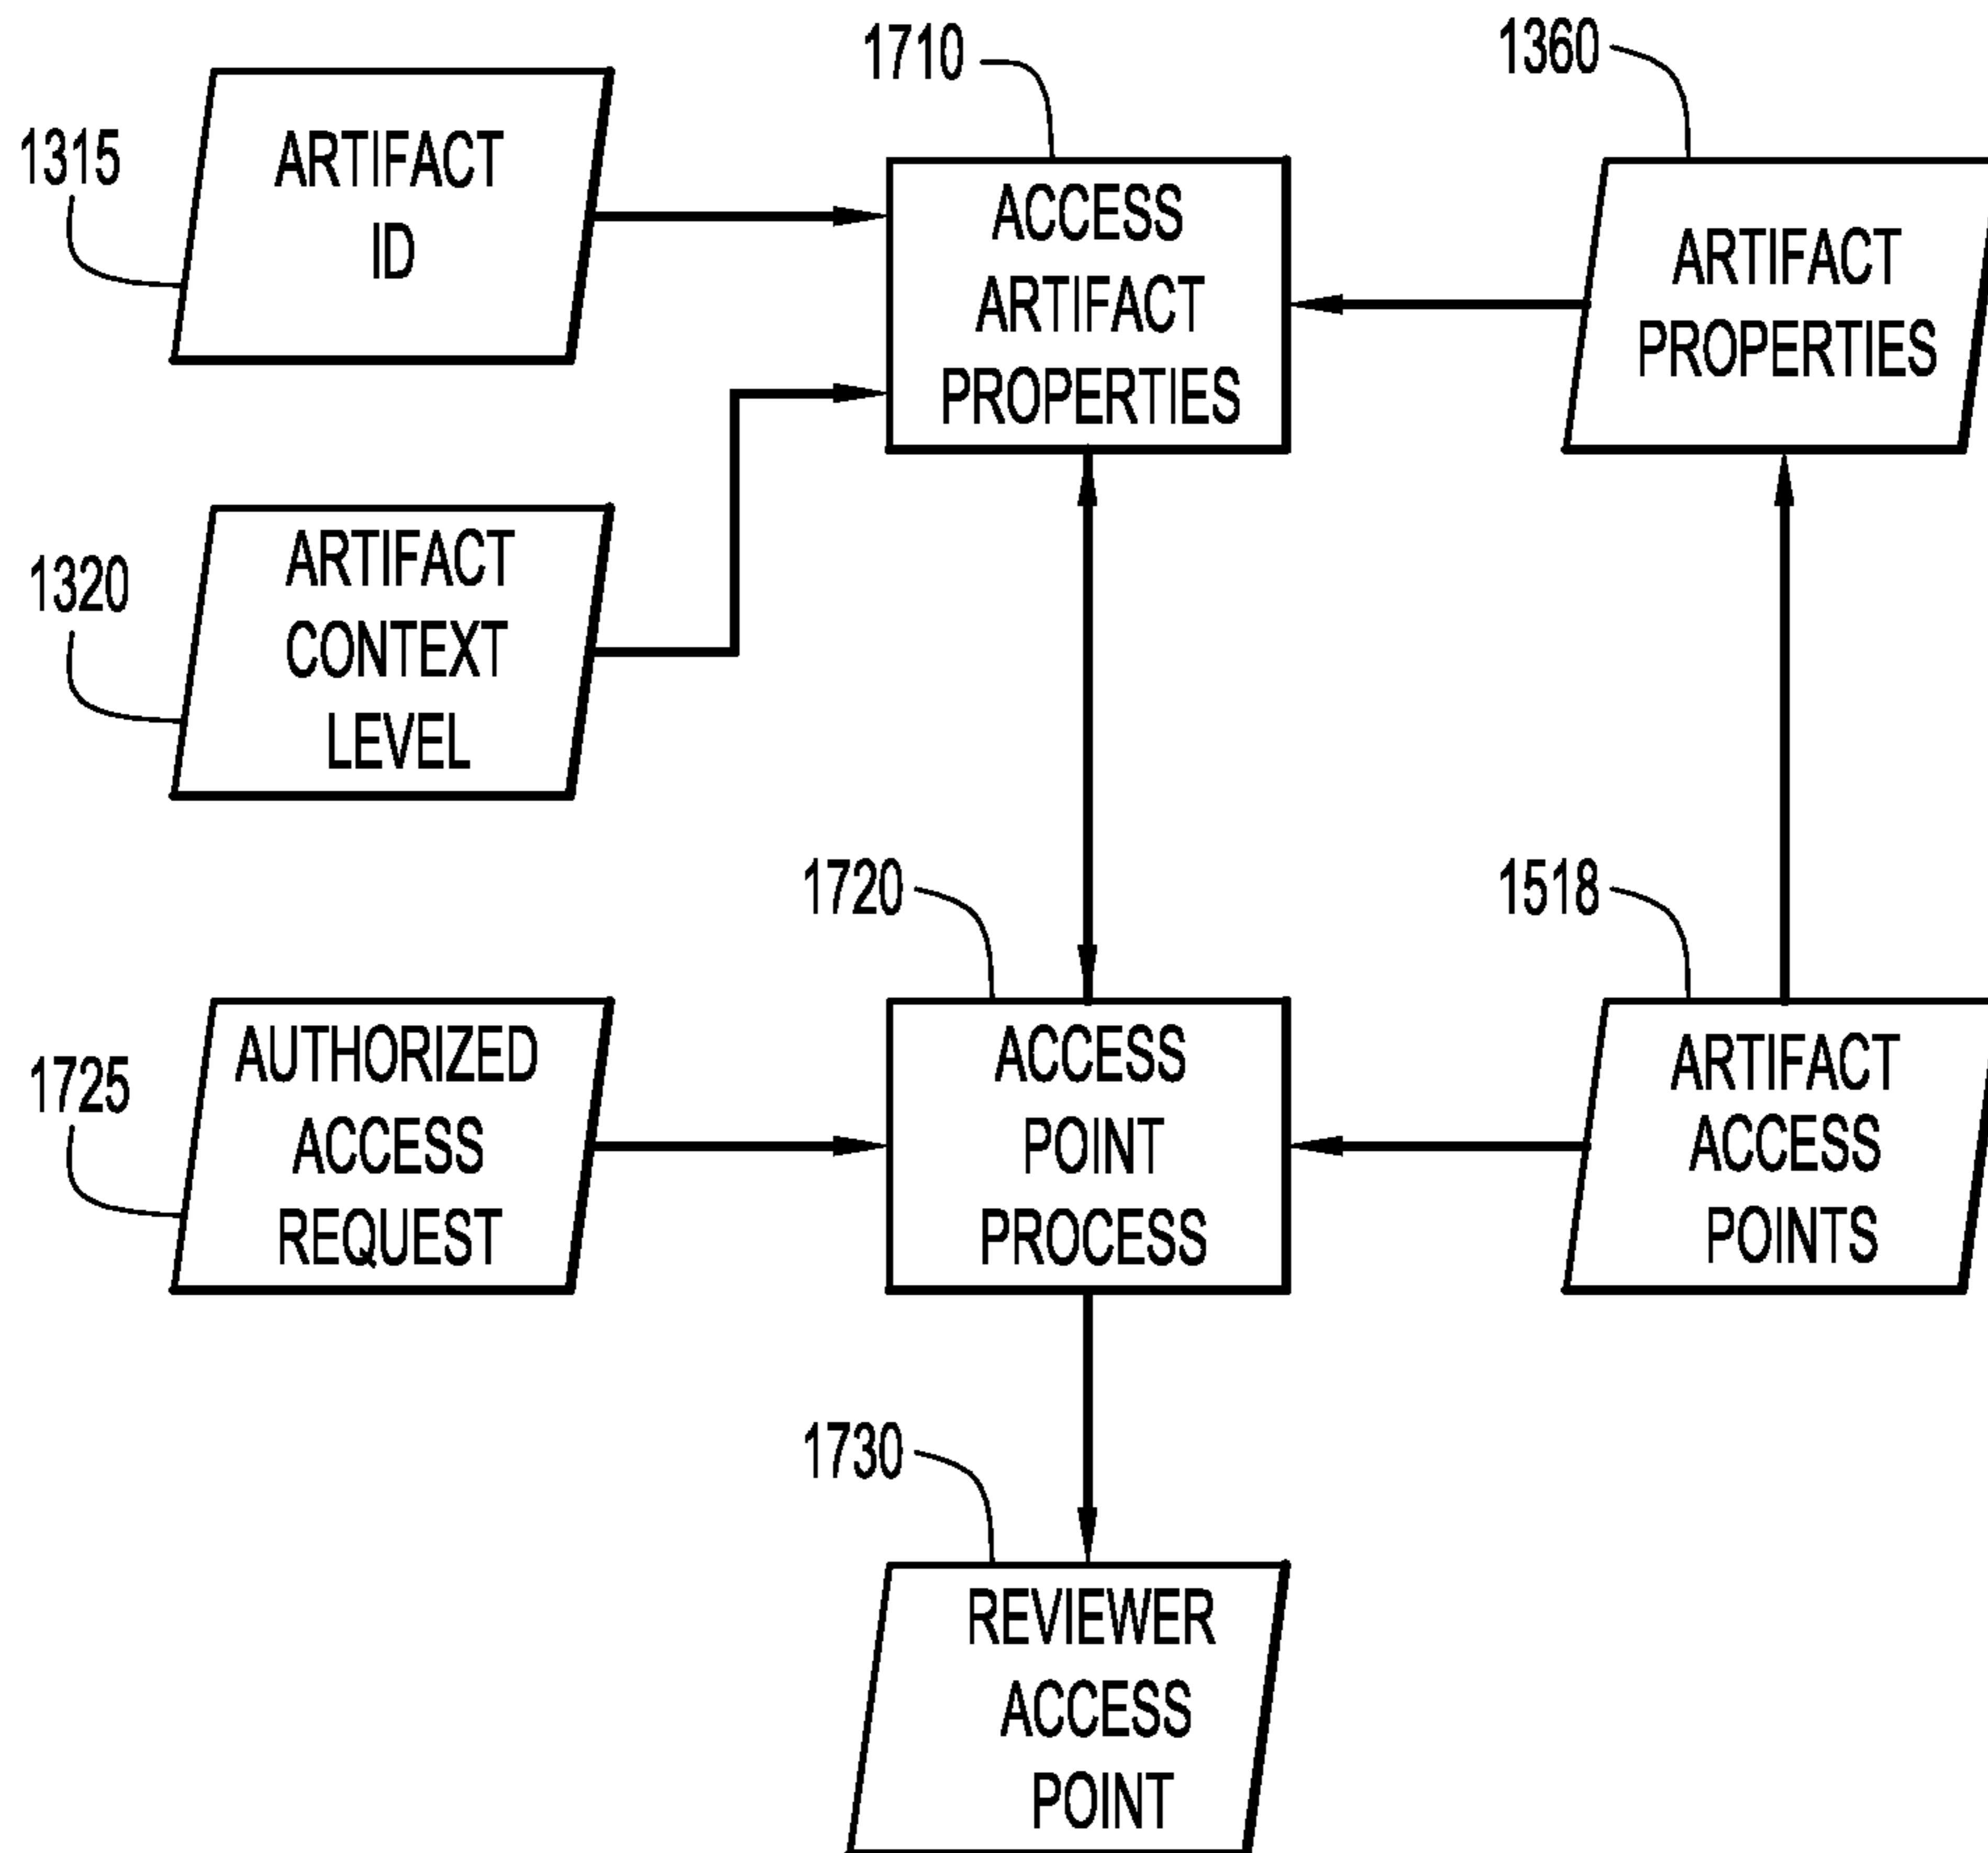 1710
1360
1315
ARTIFACT
ID
ACCESS
ARTIFACT
PROPERTIES
ARTIFACT
PROPERTIES
1320
ARTIFACT
CONTEXT
LEVEL
1720
1518
1725
AUTHORIZED
ACCESS
REQUEST
ACCESS
POINT
PROCESS
ARTIFACT
ACCESS
POINTS
1730
REVIEWER
ACCESS
POINT